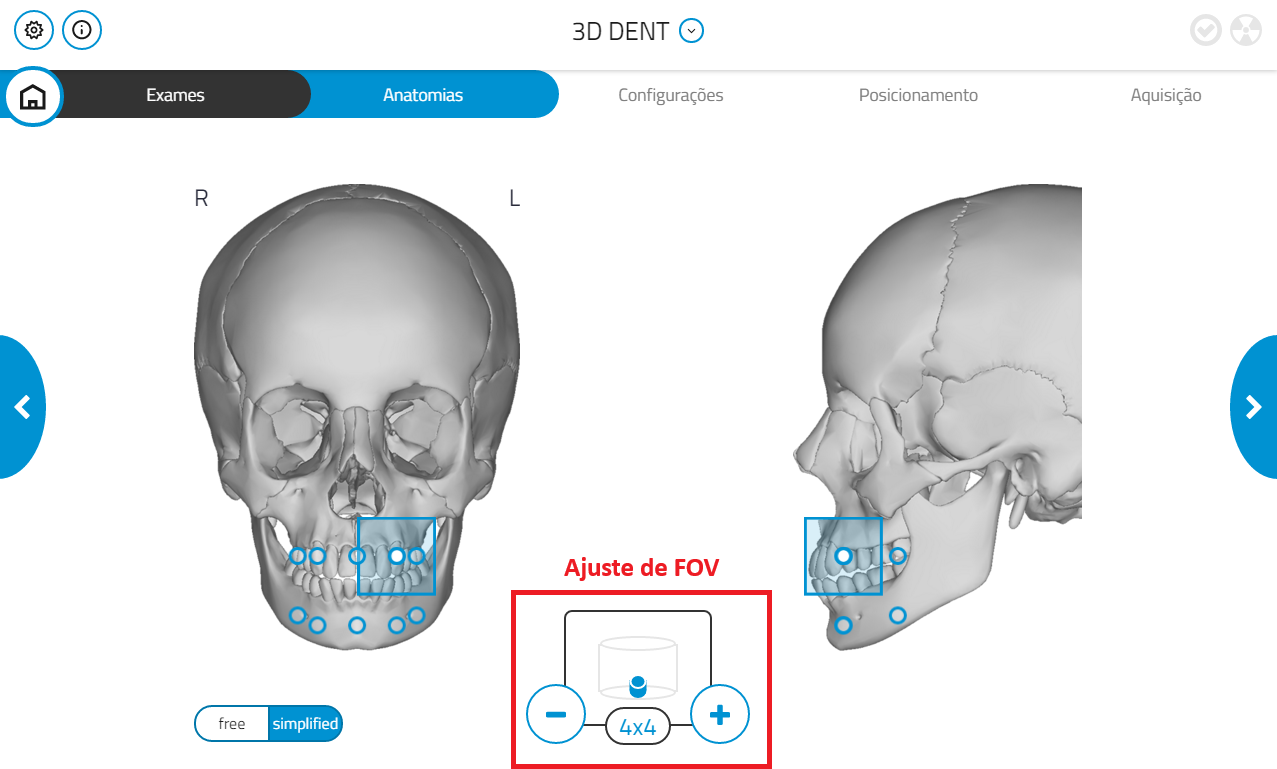 3D DENT
Exames
Anatomias
Configurações
Posicionamento
Aquisição
R
L
Ajuste de FOV
free
simplified
4x4